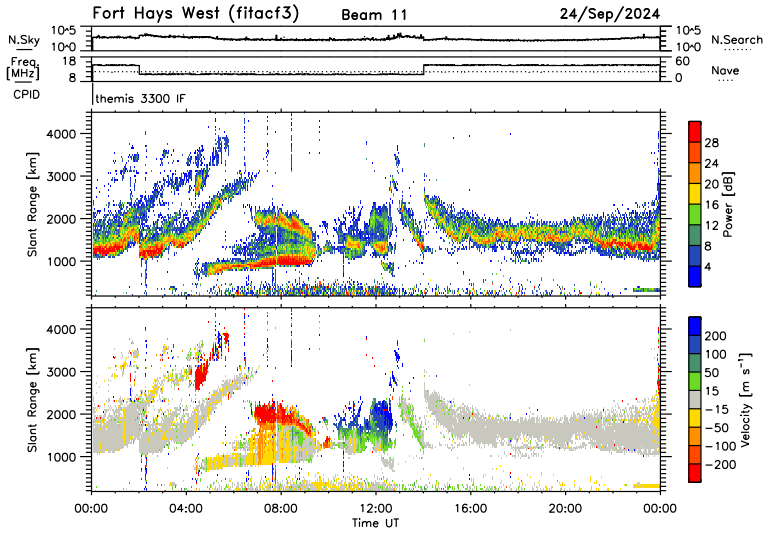 Fort Hays West (fitacf3) Beam 11 24/Sep/2024
N.Sky 10^5 10^0 10^5 10^0 N.Search
Freq. [MHz] 18 8 60 0 Nave
CPID themis 3300 IF
Slant Range [km] 4000 3000 2000 1000
Power [dB] 28 24 20 16 12 8 4
Slant Range [km] 4000 3000 2000 1000
Velocity [m s⁻¹] 200 100 50 15 −15 −50 −100 −200
00:00 04:00 08:00 12:00 16:00 20:00 00:00
Time UT